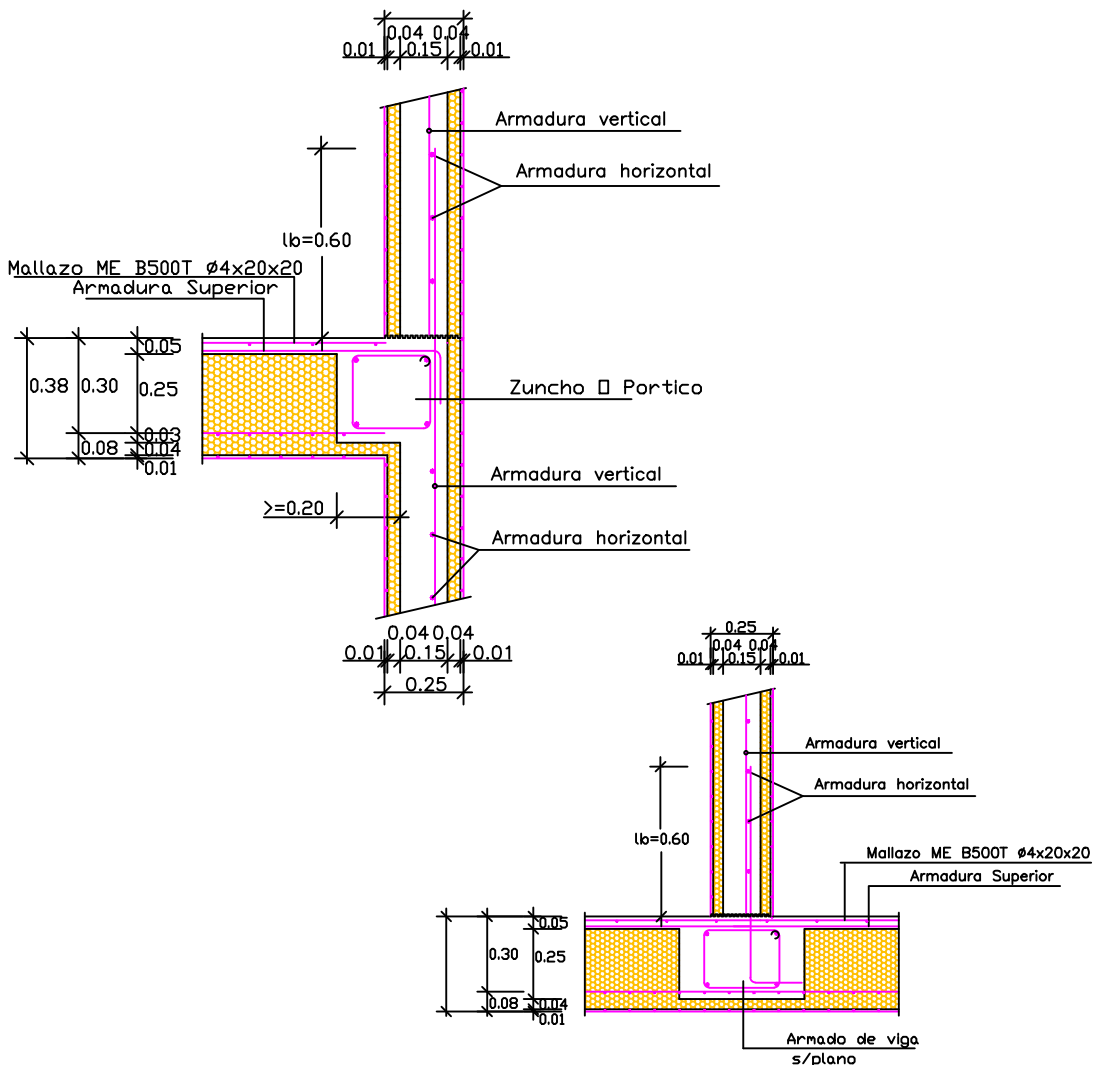 0.04 0.04
0.01 0.15 0.01
Armadura vertical
Armadura horizontal
lb=0.60
Mallazo ME B500T Ø4x20x20
Armadura Superior
0.05
0.38 0.30 0.25
Zuncho □ Portico
0.03
0.08 0.04
0.01
Armadura vertical
>=0.20
Armadura horizontal
0.04 0.04
0.01 0.15 0.01
0.25
0.25
0.04 0.04
0.01 0.15 0.01
Armadura vertical
Armadura horizontal
lb=0.60
Mallazo ME B500T Ø4x20x20
Armadura Superior
0.05
0.30 0.25
0.08 0.04
0.01
Armado de viga
s/plano